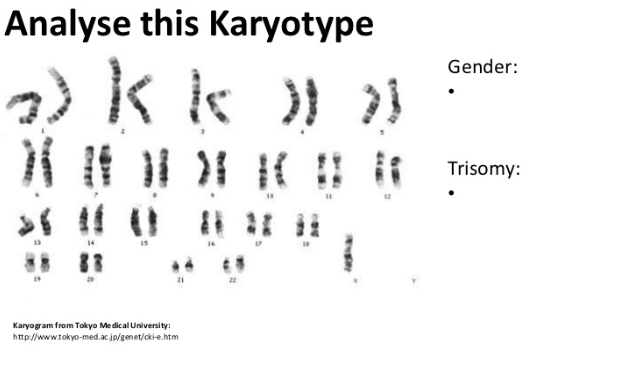 Analyse this Karyotype
Gender:
•
Trisomy:
•
1 2 3 4 5
6 7 8 9 10 11 12
13 14 15 16 17 18
19 20 21 22 X Y
Karyogram from Tokyo Medical University:
http://www.tokyo-med.ac.jp/genet/cki-e.htm